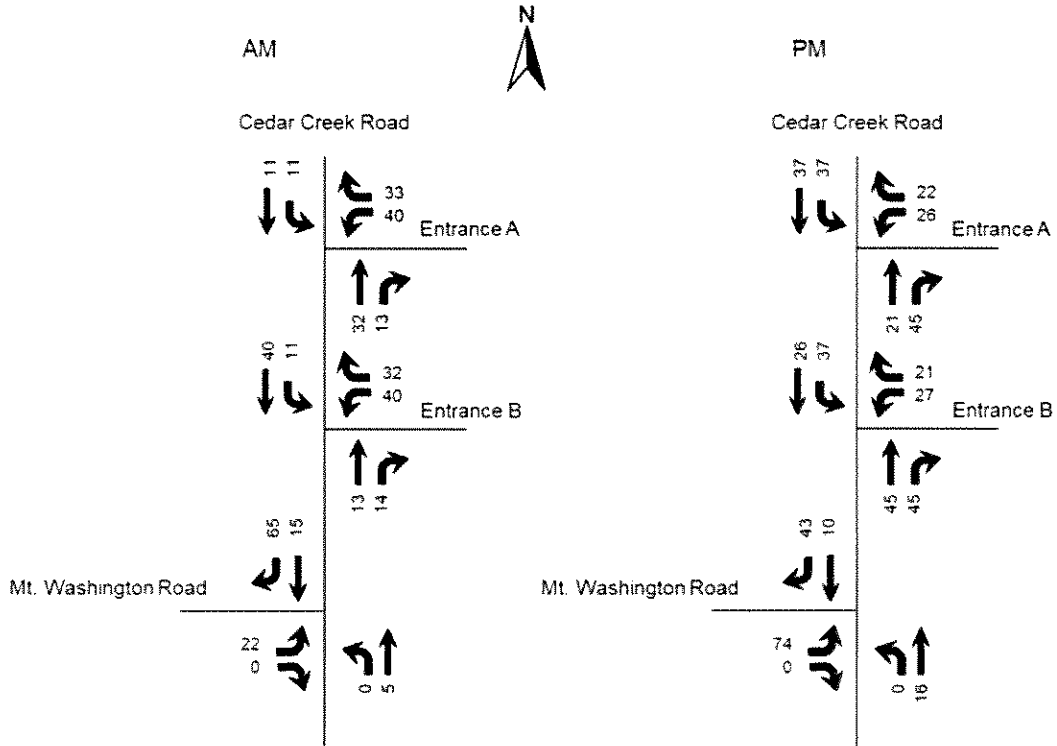 N
AM
PM
Cedar Creek Road
11 11
33
40
Entrance A
32 13
40 11
32
40
Entrance B
13 14
65 15
Mt. Washington Road
22
0
0 5
Cedar Creek Road
37 37
22
26
Entrance A
21 45
26 37
21
27
Entrance B
45 45
43 10
Mt. Washington Road
74
0
0 16